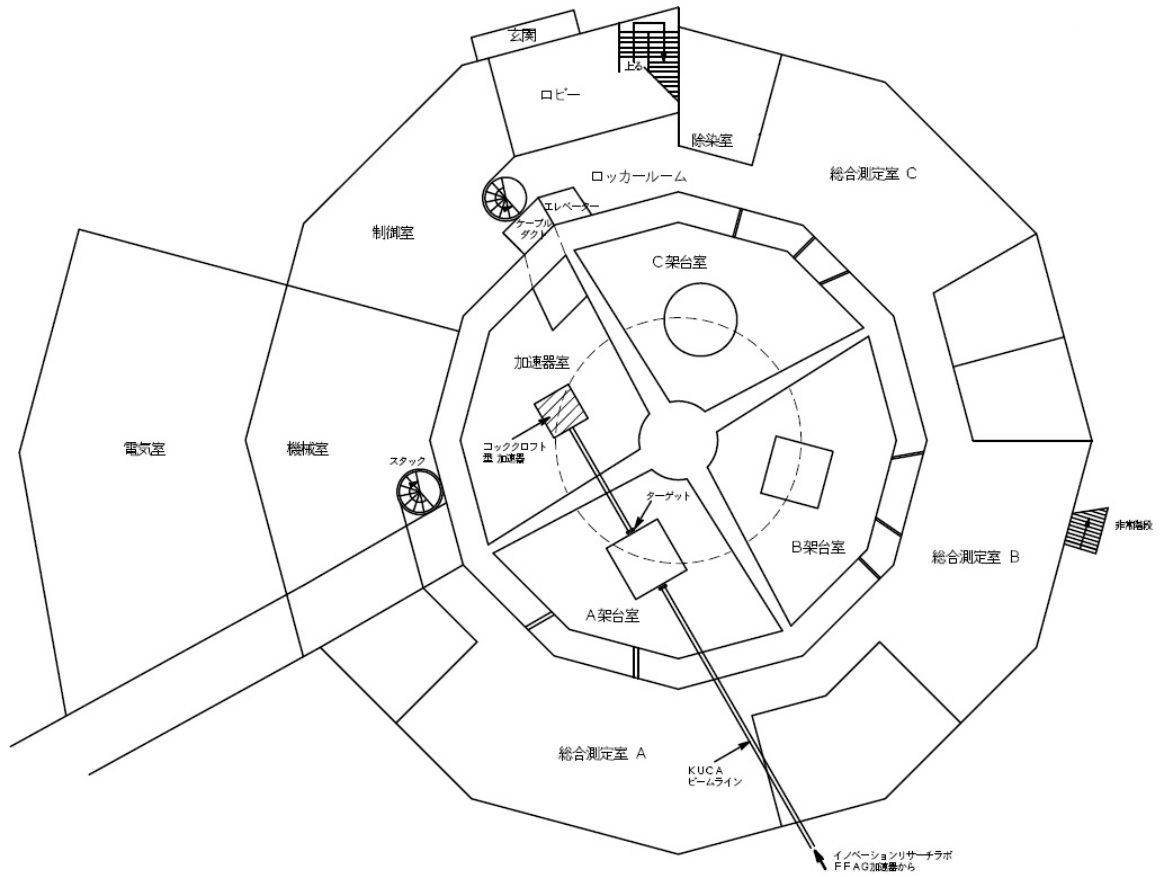 玄関
上る
ロビー
除染室
総合測定室 C
ロッカールーム
エレベーター
ケーブル
ダクト
制御室
C架台室
加速器室
電気室
機械室
コッククロフト
型 加速器
スタック
ターゲット
非常階段
B架台室
総合測定室 B
A架台室
総合測定室 A
KUCA
ビームライン
イノベーションリサーチラボ
FFAG加速器から